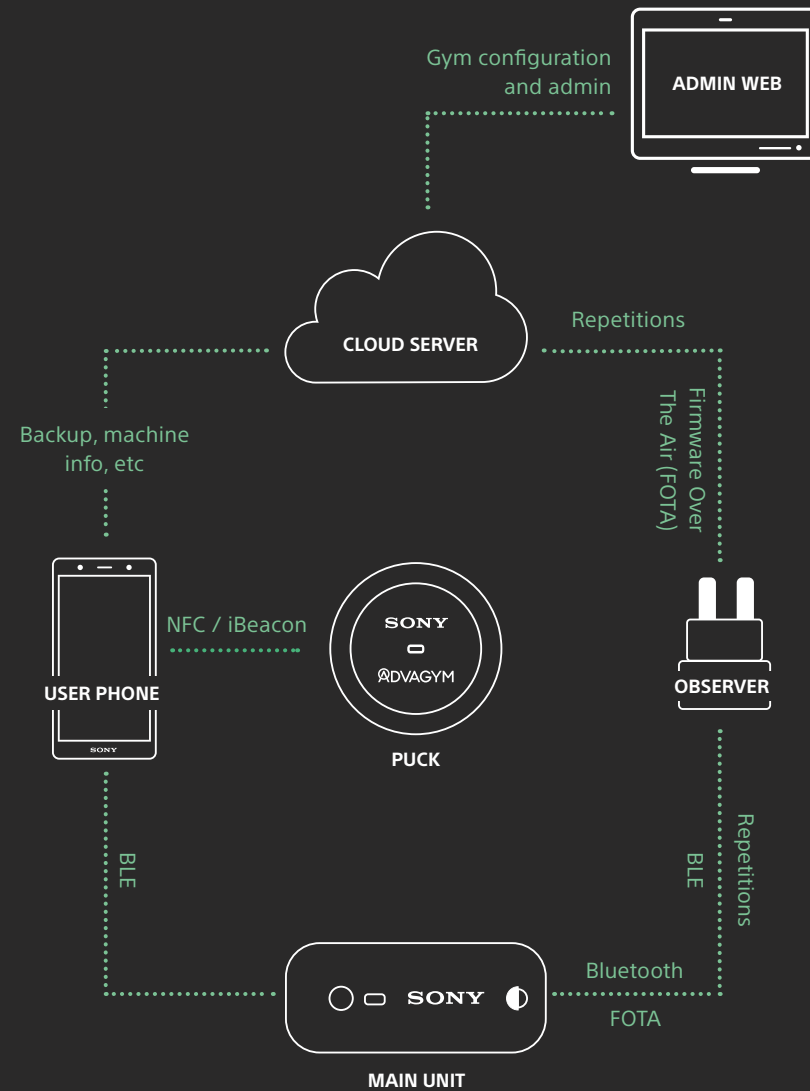 Gym configuration
and admin
ADMIN WEB
CLOUD SERVER
Repetitions
Firmware Over
The Air (FOTA)
Backup, machine
info, etc
NFC / iBeacon
SONY
ADVAGYM
USER PHONE
SONY
OBSERVER
PUCK
BLE
Repetitions
BLE
SONY
Bluetooth
FOTA
MAIN UNIT